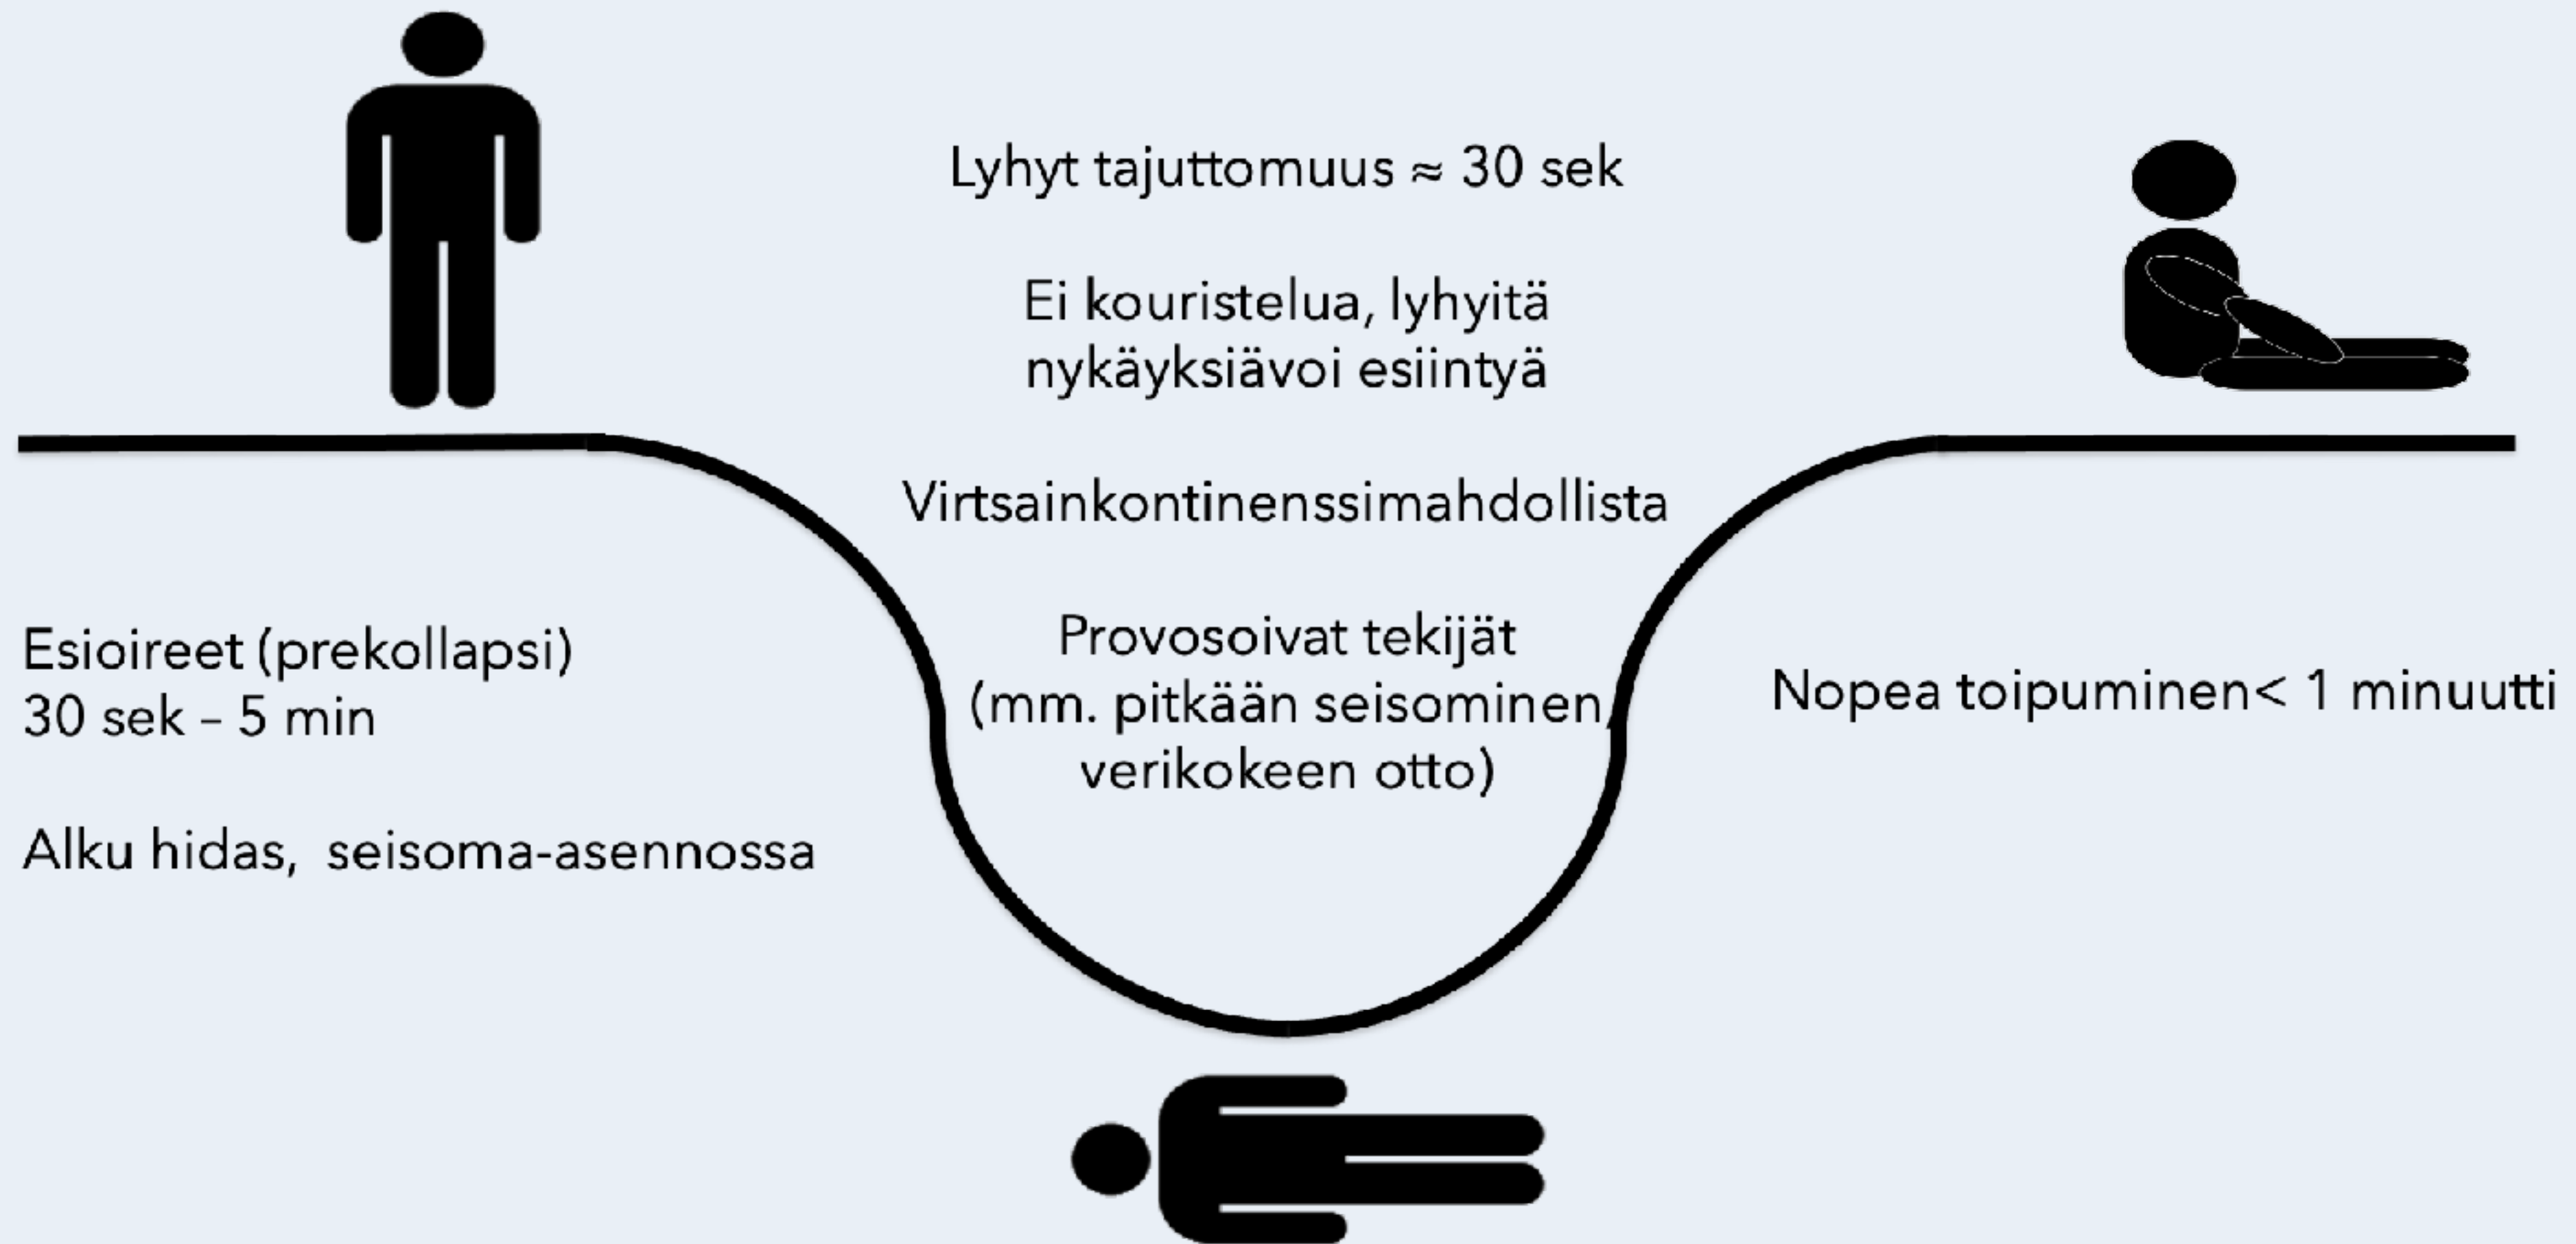 Esioireet (prekollapsi)
30 sek – 5 min
Alku hidas, seisoma-asennossa
Lyhyt tajuttomuus ≈ 30 sek
Ei kouristelua, lyhyitä
nykäyksiävoi esiintyä
Virtsainkontinenssimahdollista
Provosoivat tekijät
(mm. pitkään seisominen,
verikokeen otto)
Nopea toipuminen< 1 minuutti